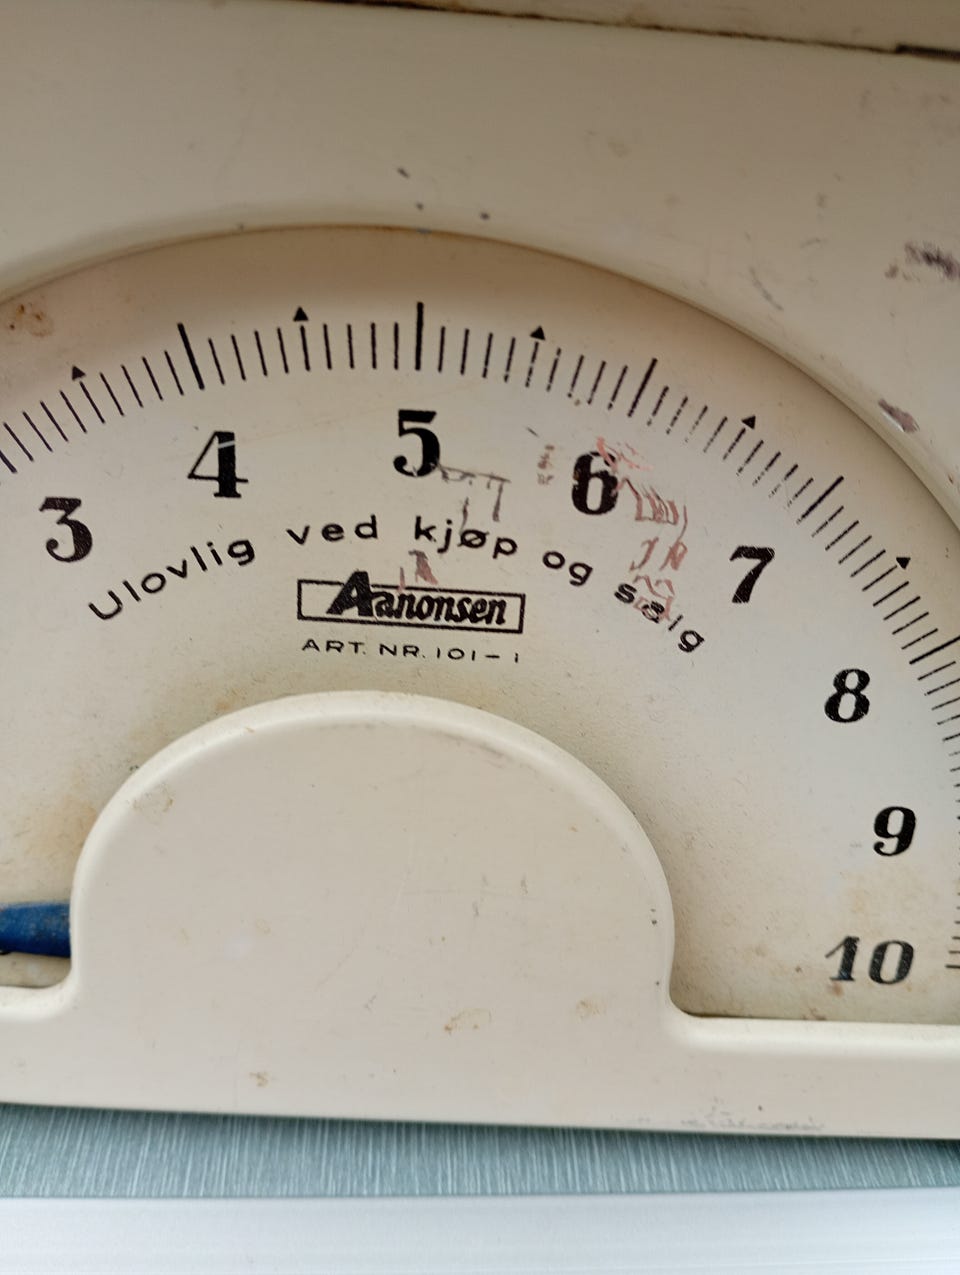 3 4 5 6 7 8 9 10
Ulovlig ved kjøp og salg
Aanonsen
ART. NR. 101-1